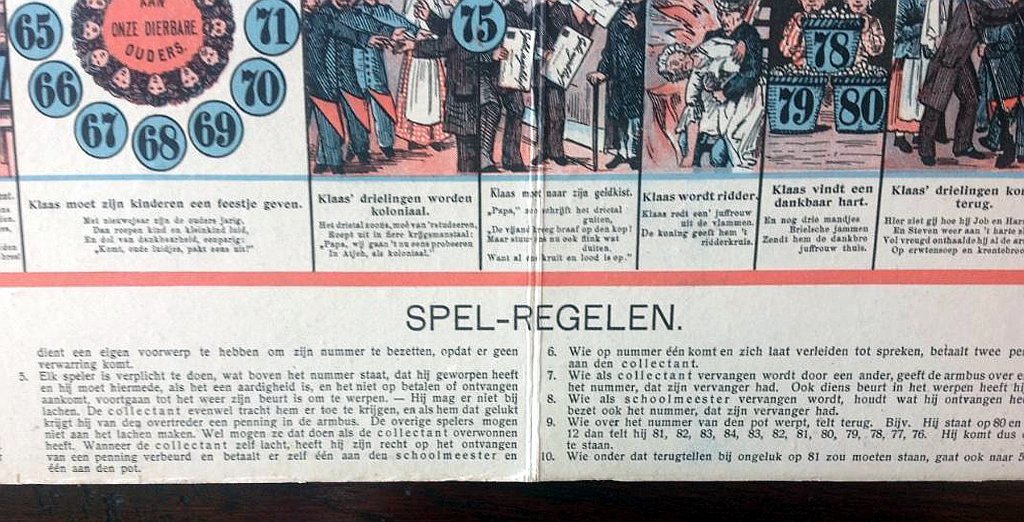 AAN
ONZE DIERBARE
OUDERS.
65
66
67
68
69
70
71
75
78
79 80
Klaas moet zijn kinderen een feestje geven.
Met nieuwejaar zijn de ouders jarig,
Dan roepen kind en kleinkind luid,
En dol van dankbaarheid, eenparig:
„Komt, oude luidjes, pakt eens uit!"
Klaas' drielingen worden
koloniaal.
Het drietal zoons, moê van 'rstudeeren,
Roept uit in fiere krijgsmanstaal:
„Papa, wij gaan 't nu eens probeeren
In Atjeh, als koloniaal."
Klaas moet naar zijn geldkist.
„Papa," zoo schrijft het drietal
guiten,
„De vijand kreeg braaf op den kop!
Maar stuur ons nu ook flink wat
duiten,
Want al ons kruit en lood is op."
Klaas wordt ridder.
Klaas redt een' juffrouw
uit de vlammen.
De koning geeft hem 't
ridderkruis.
Klaas vindt een
dankbaar hart.
En nog drie mandjes
Brielsche jammen
Zendt hem de dankbre
juffrouw thuis.
Klaas' drielingen ko
terug.
Hier ziet gij hoe hij Job en Har
En Steven weer aan 't harte
Vol vreugd onthaalde hij al de
Op erwtensoep en krentebroo
SPEL-REGELEN.
dient een eigen voorwerp te hebben om zijn nummer te bezetten, opdat er geen
verwarring komt.
5. Elk speler is verplicht te doen, wat boven het nummer staat, dat hij geworpen heeft
en hij moet hiermede, als het een aardigheid is, en het niet op betalen of ontvangen
aankomt, voortgaan tot het weer zijn beurt is om te werpen. — Hij mag er niet bij
lachen. De collectant evenwel tracht hem er toe te krijgen, en als hem dat gelukt
krijgt hij van den overtreder een penning in de armbus. De overige spelers mogen
niet aan het lachen maken. Wel mogen ze dat doen als de collectant overwonnen
heeft. Wanneer de collectant zelf lacht, heeft hij zijn recht op het ontvangen
van een penning verbeurd en betaalt er zelf één aan den schoolmeester en
één aan den pot.
6. Wie op nummer één komt en zich laat verleiden tot spreken, betaalt twee pe
aan den collectant.
7. Wie als collectant vervangen wordt door een ander, geeft de armbus over e
het nummer, dat zijn vervanger had. Ook diens beurt in het werpen heeft hi
8. Wie als schoolmeester vervangen wordt, houdt wat hij ontvangen hee
bezet ook het nummer, dat zijn vervanger had.
9. Wie over het nummer van den pot werpt, telt terug. Bijv. Hij staat op 80 en
12 dan telt hij 81, 82, 83, 84, 83, 82, 81, 80, 79, 78, 77, 76. Hij komt dus
te staan.
10. Wie onder dat terugtellen bij ongeluk op 81 zou moeten staan, gaat ook naar 5